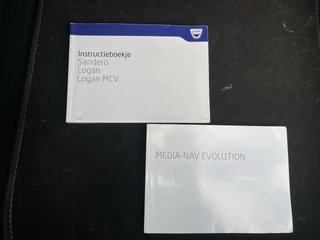 Instructieboekje
Sandero
Logan
Logan MCV
MEDIA-NAV EVOLUTION